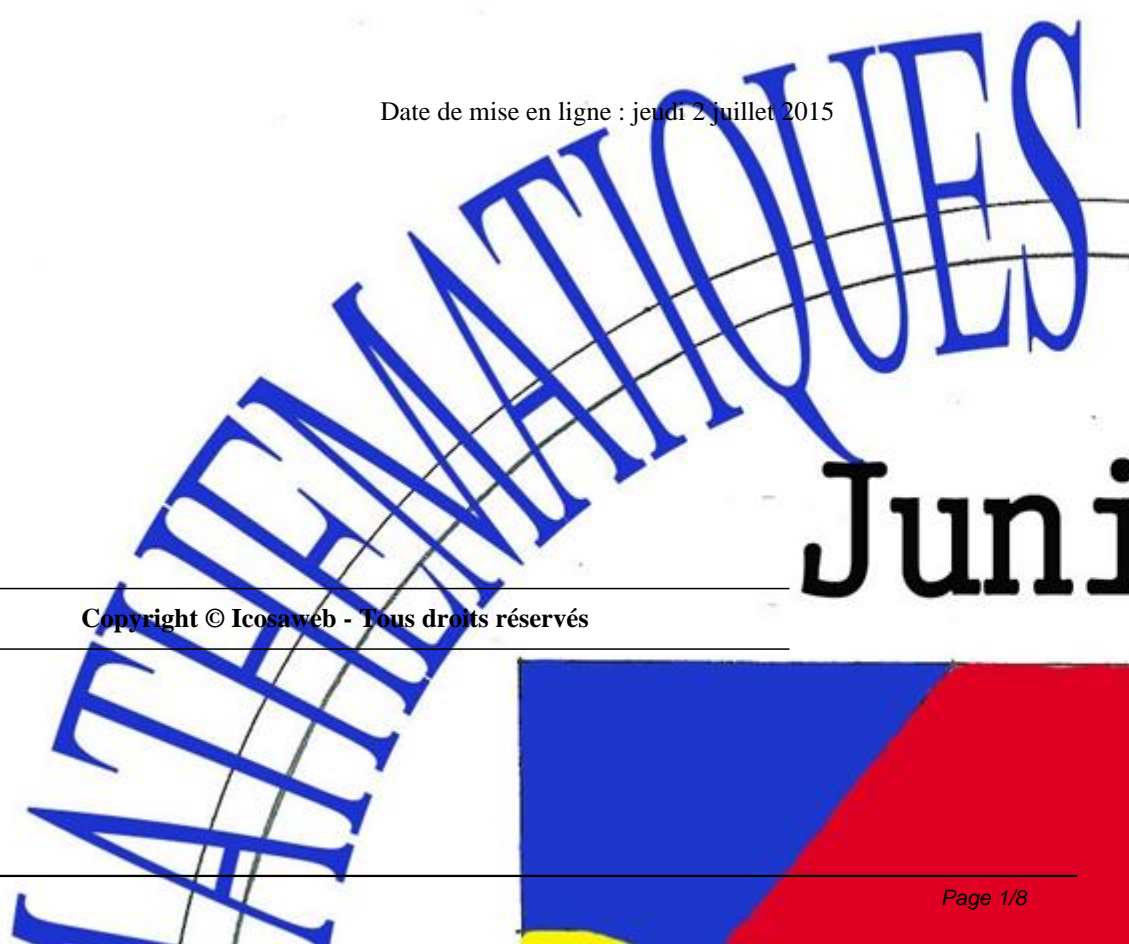 Date de mise en ligne : jeudi 2 juillet 2015
MATHEMATIQUES
Juni
Copyright © Icosaweb - Tous droits réservés
Page 1/8